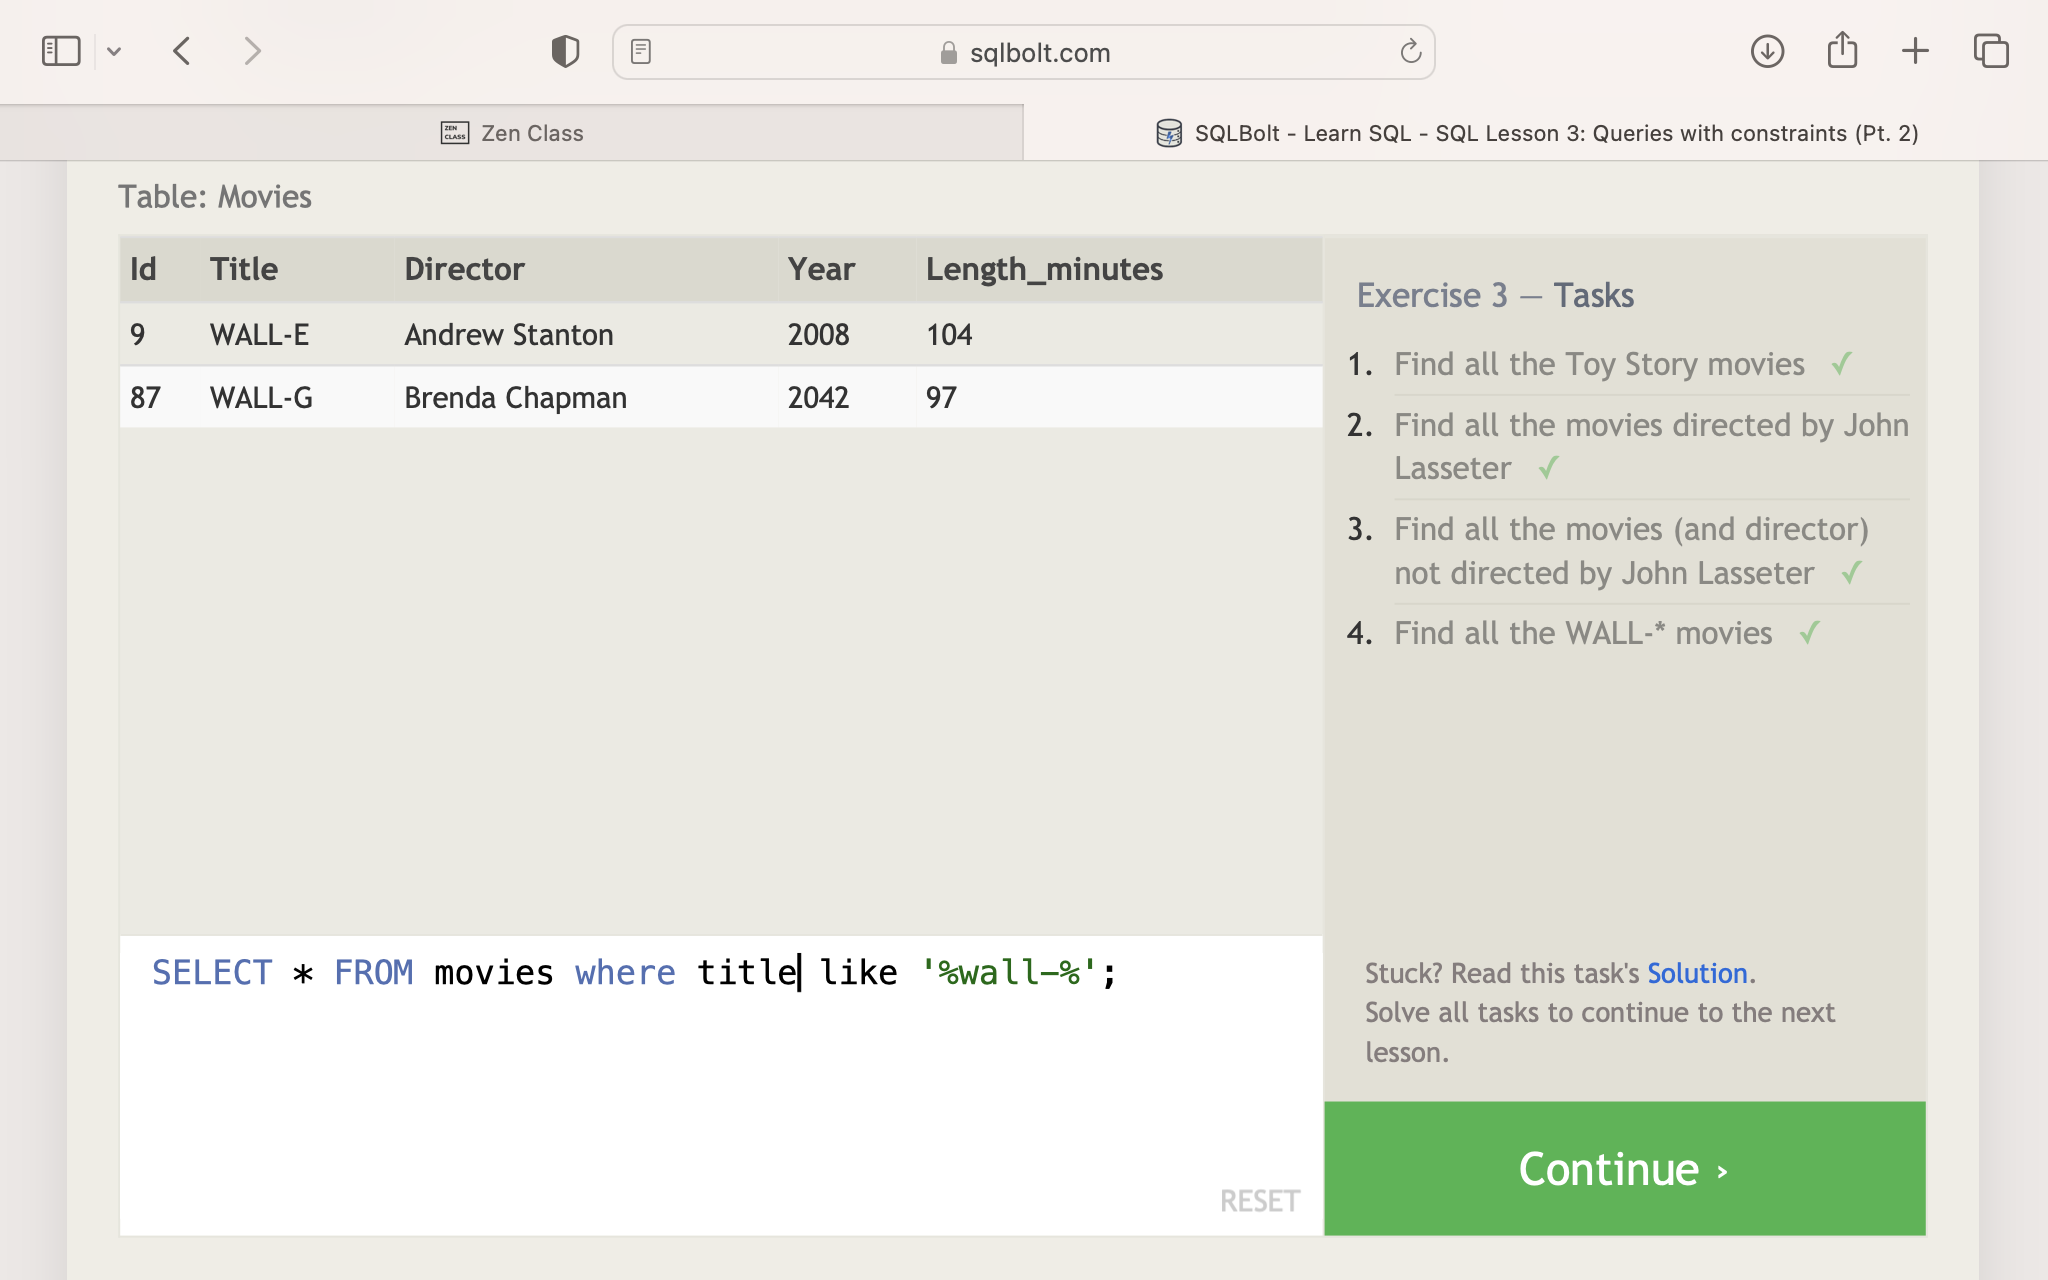 sqlbolt.com
ZEN CLASS Zen Class
SQLBolt - Learn SQL - SQL Lesson 3: Queries with constraints (Pt. 2)
Table: Movies
Id Title Director Year Length_minutes
9 WALL-E Andrew Stanton 2008 104
87 WALL-G Brenda Chapman 2042 97
Exercise 3 — Tasks
1. Find all the Toy Story movies ✓
2. Find all the movies directed by John
Lasseter ✓
3. Find all the movies (and director)
not directed by John Lasseter ✓
4. Find all the WALL-* movies ✓
SELECT * FROM movies where title like '%wall-%';
RESET
Stuck? Read this task's Solution.
Solve all tasks to continue to the next
lesson.
Continue ›